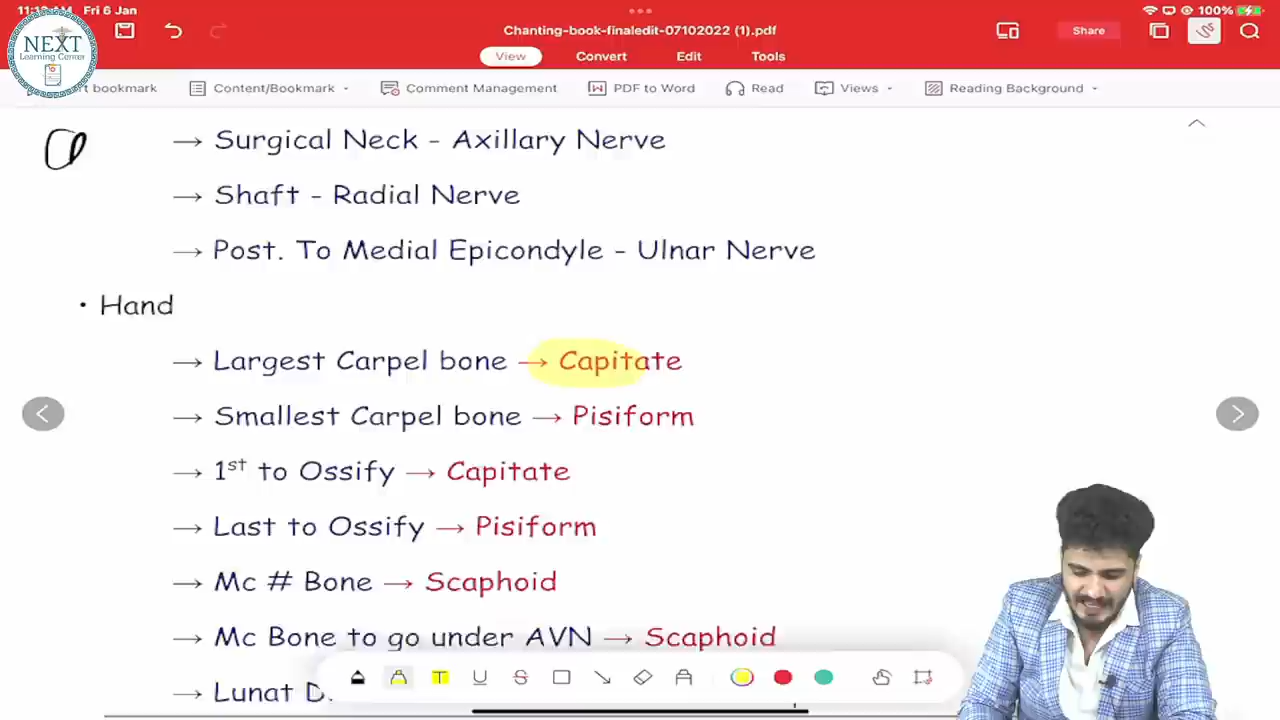 11:13 AM Fri 6 Jan
100%
NEXT
Learning Center
Chanting-book-finaledit-07102022 (1).pdf
Share
View Convert Edit Tools
bookmark Content/Bookmark Comment Management PDF to Word Read Views Reading Background
→ Surgical Neck - Axillary Nerve
→ Shaft - Radial Nerve
→ Post. To Medial Epicondyle - Ulnar Nerve
• Hand
→ Largest Carpel bone → Capitate
→ Smallest Carpel bone → Pisiform
→ 1st to Ossify → Capitate
→ Last to Ossify → Pisiform
→ Mc # Bone → Scaphoid
→ Mc Bone to go under AVN → Scaphoid
→ Lunat